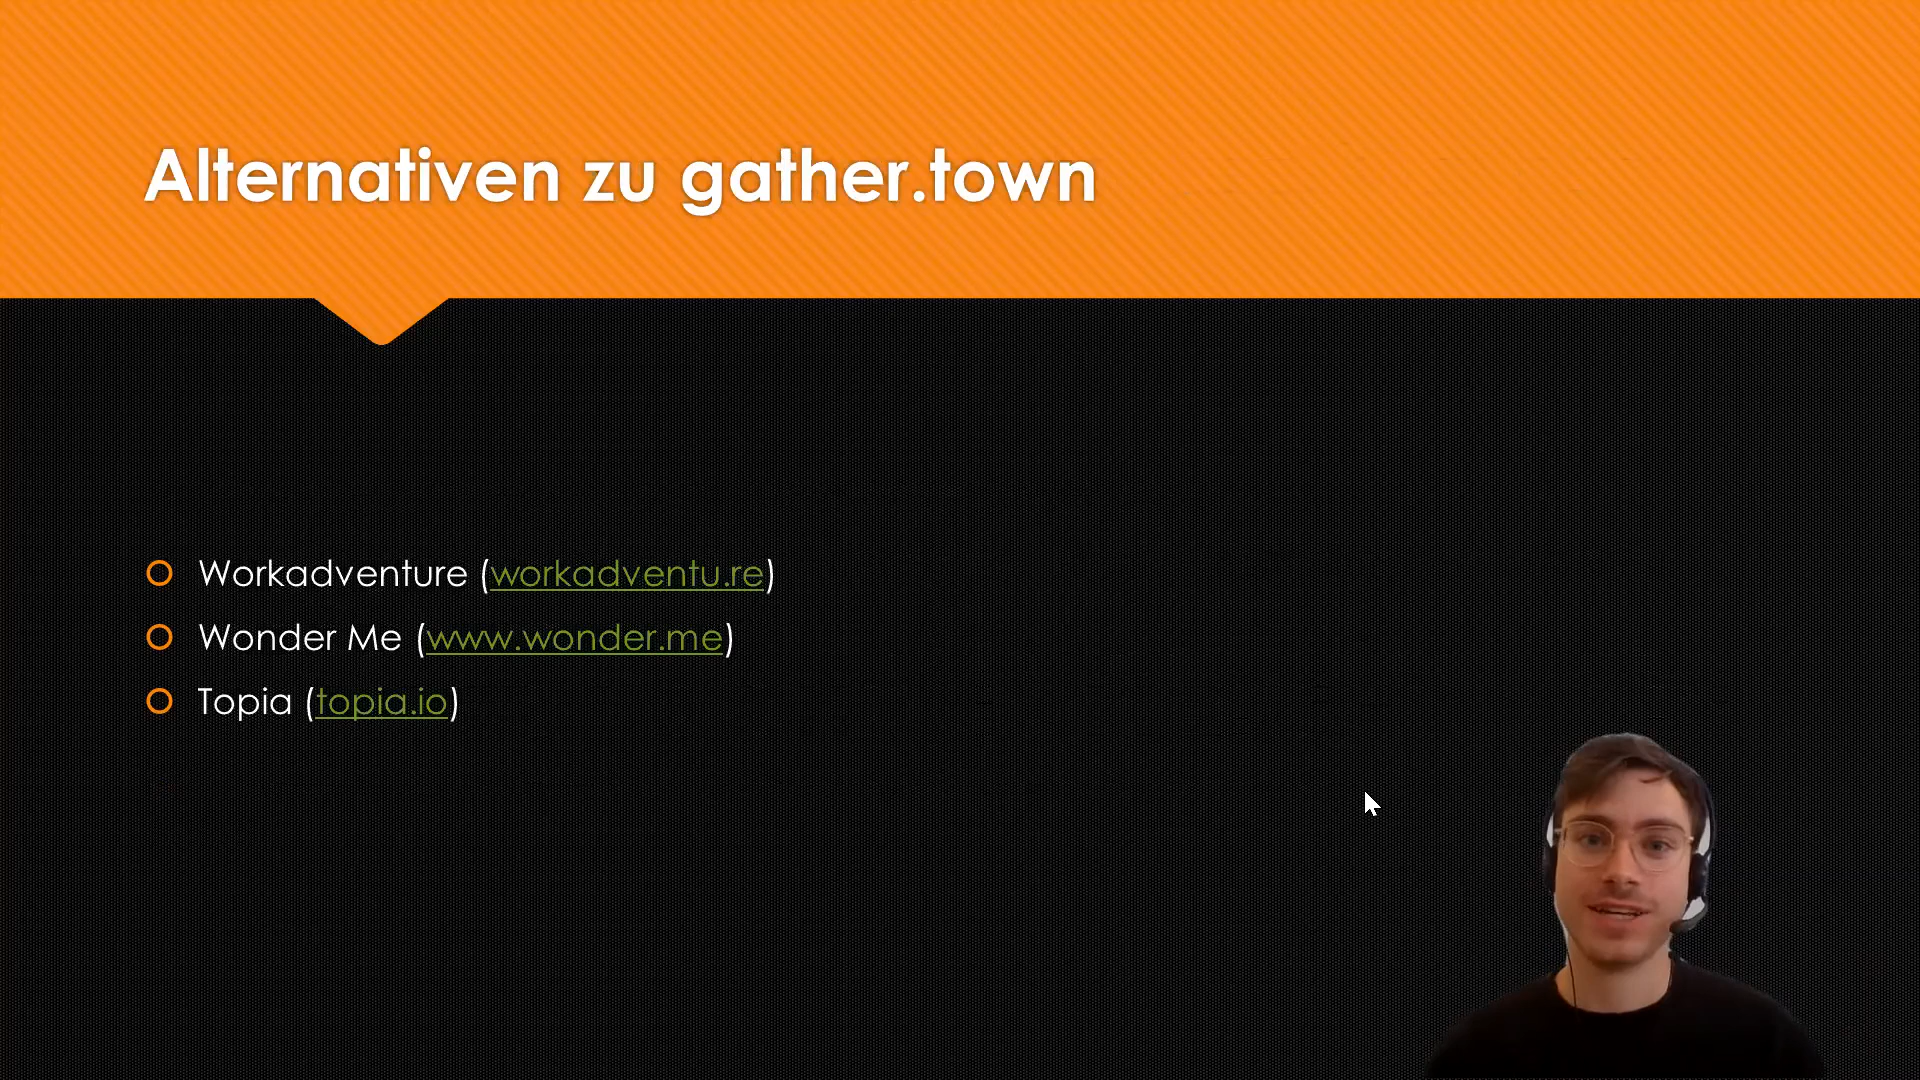 Alternativen zu gather.town
Workadventure (workadventu.re)
Wonder Me (www.wonder.me)
Topia (topia.io)